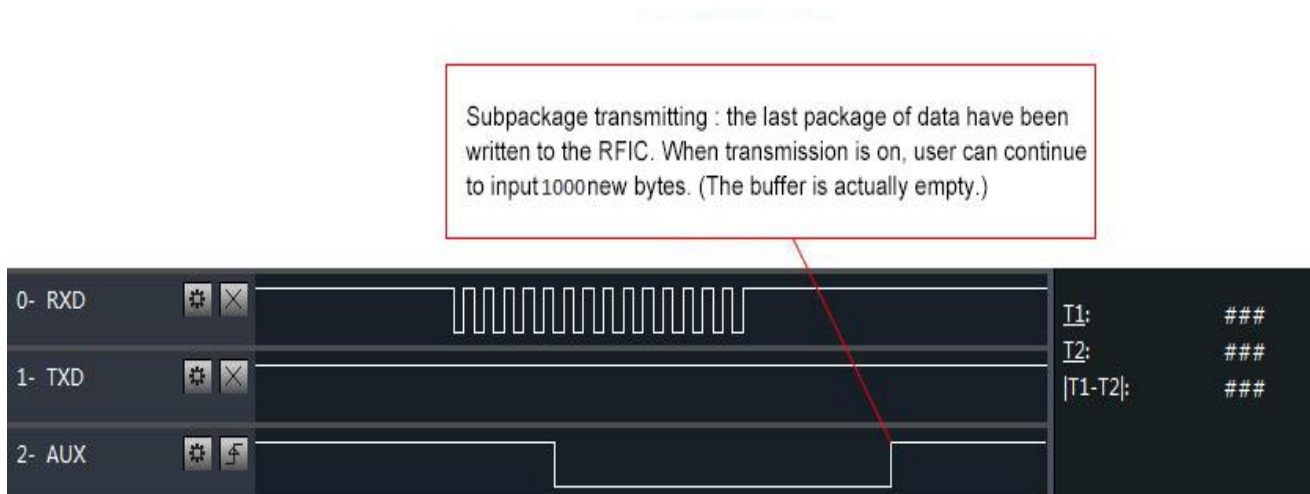 Subpackage transmitting : the last package of data have been
written to the RFIC. When transmission is on, user can continue
to input 1000 new bytes. (The buffer is actually empty.)
0- RXD
T1: ###
T2: ###
1- TXD
|T1-T2|: ###
2- AUX